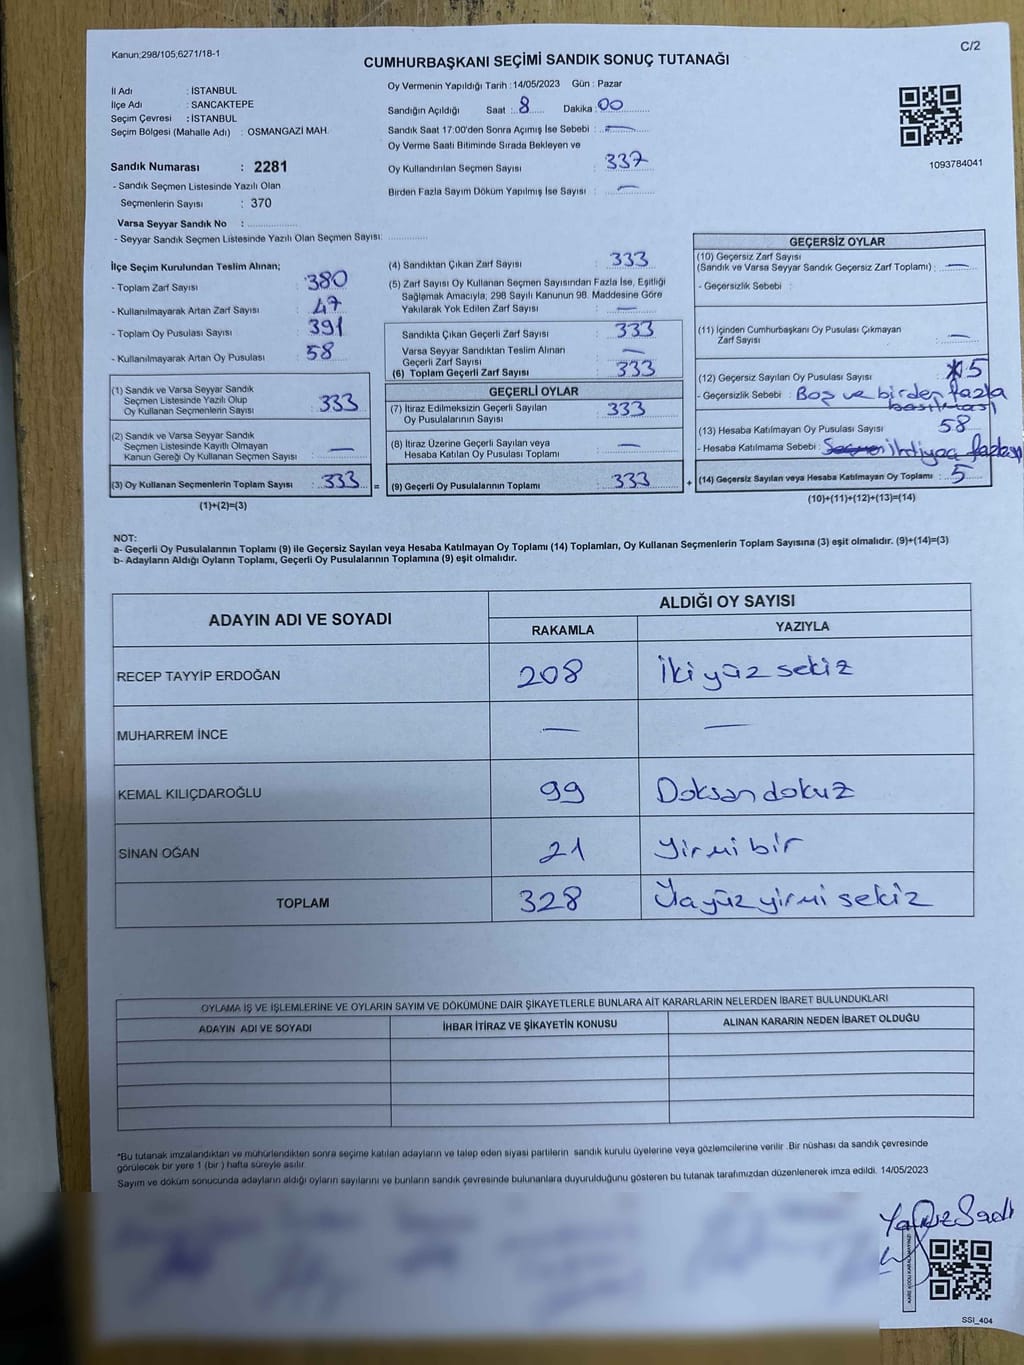 Kanun;298/105,6271/18-1
C/2
CUMHURBAŞKANI SEÇİMİ SANDIK SONUÇ TUTANAĞI
İl Adı : İSTANBUL
İlçe Adı : SANCAKTEPE
Seçim Çevresi : İSTANBUL
Seçim Bölgesi (Mahalle Adı) : OSMANGAZİ MAH.
Sandık Numarası : 2281
- Sandık Seçmen Listesinde Yazılı Olan
Seçmenlerin Sayısı : 370
Varsa Seyyar Sandık No :
- Seyyar Sandık Seçmen Listesinde Yazılı Olan Seçmen Sayısı:
Oy Vermenin Yapıldığı Tarih : 14/05/2023 Gün : Pazar
Sandığın Açıldığı Saat : 8 Dakika : 00
Sandık Saat 17:00'den Sonra Açımış İse Sebebi : —
Oy Verme Saati Bitiminde Sırada Bekleyen ve
Oy Kullandırılan Seçmen Sayısı : 337
Birden Fazla Sayım Döküm Yapılmış İse Sayısı : —
1093784041
İlçe Seçim Kurulundan Teslim Alınan;
- Toplam Zarf Sayısı : 380
- Kullanılmayarak Artan Zarf Sayısı : 47
- Toplam Oy Pusulası Sayısı : 391
- Kullanılmayarak Artan Oy Pusulası : 58
(1) Sandık ve Varsa Seyyar Sandık
Seçmen Listesinde Yazılı Olup
Oy Kullanan Seçmenlerin Sayısı : 333
(2) Sandık ve Varsa Seyyar Sandık
Seçmen Listesinde Kayıtlı Olmayan
Kanun Gereği Oy Kullanan Seçmen Sayısı : —
(3) Oy Kullanan Seçmenlerin Toplam Sayısı : 333 =
(1)+(2)=(3)
(4) Sandıktan Çıkan Zarf Sayısı : 333
(5) Zarf Sayısı Oy Kullanan Seçmen Sayısından Fazla İse, Eşitliği
Sağlamak Amacıyla; 298 Sayılı Kanunun 98. Maddesine Göre
Yakılarak Yok Edilen Zarf Sayısı : —
Sandıkta Çıkan Geçerli Zarf Sayısı : 333
Varsa Seyyar Sandıktan Teslim Alınan
Geçerli Zarf Sayısı : —
(6) Toplam Geçerli Zarf Sayısı : 333
GEÇERLİ OYLAR
(7) İtiraz Edilmeksizin Geçerli Sayılan
Oy Pusulasının Sayısı : 333
(8) İtiraz Üzerine Geçerli Sayılan veya
Hesaba Katılan Oy Pusulası Toplamı : —
(9) Geçerli Oy Pusulalarının Toplamı : 333 +
GEÇERSİZ OYLAR
(10) Geçersiz Zarf Sayısı
(Sandık ve Varsa Seyyar Sandık Geçersiz Zarf Toplamı) : —
- Geçersizlik Sebebi :
(11) İçinden Cumhurbaşkanı Oy Pusulası Çıkmayan
Zarf Sayısı : —
(12) Geçersiz Sayılan Oy Pusulası Sayısı : 5
- Geçersizlik Sebebi : Boş ve birden fazla
basılması
(13) Hesaba Katılmayan Oy Pusulası Sayısı 58
- Hesaba Katılmama Sebebi : ihtiyaç fazlası
(14) Geçersiz Sayılan veya Hesaba Katılmayan Oy Toplamı : 5
(10)+(11)+(12)+(13)=(14)
NOT:
a- Geçerli Oy Pusulalarının Toplamı (9) ile Geçersiz Sayılan veya Hesaba Katılmayan Oy Toplamı (14) Toplamları, Oy Kullanan Seçmenlerin Toplam Sayısına (3) eşit olmalıdır. (9)+(14)=(3)
b- Adayların Aldığı Oyların Toplamı, Geçerli Oy Pusulalarının Toplamına (9) eşit olmalıdır.
ADAYIN ADI VE SOYADI
ALDIĞI OY SAYISI
RAKAMLA YAZIYLA
RECEP TAYYİP ERDOĞAN 208 İki yüz sekiz
MUHARREM İNCE — —
KEMAL KILIÇDAROĞLU 99 Doksan dokuz
SİNAN OĞAN 21 Yirmi bir
TOPLAM 328 yüz yirmi sekiz
OYLAMA İŞ VE İŞLEMLERİNE VE OYLARIN SAYIM VE DÖKÜMÜNE DAİR ŞİKAYETLERLE BUNLARA AİT KARARLARIN NELERDEN İBARET BULUNDUKLARI
ADAYIN ADI VE SOYADI İHBAR İTİRAZ VE ŞİKAYETİN KONUSU ALINAN KARARIN NEDEN İBARET OLDUĞU
*Bu tutanak imzalandıktan ve mühürlendikten sonra seçime katılan adayların ve talep eden siyasi partilerin sandık kurulu üyelerine veya gözlemcilerine verilir .Bir nüshası da sandık çevresinde
görülecek bir yere 1 (bir ) hafta süreyle asılır.
Sayım ve döküm sonucunda adayların aldığı oyların sayılarını ve bunların sandık çevresinde bulunanlara duyurulduğunu gösteren bu tutanak tarafımızdan düzenlenerek imza edildi. 14/05/2023
SSI_404